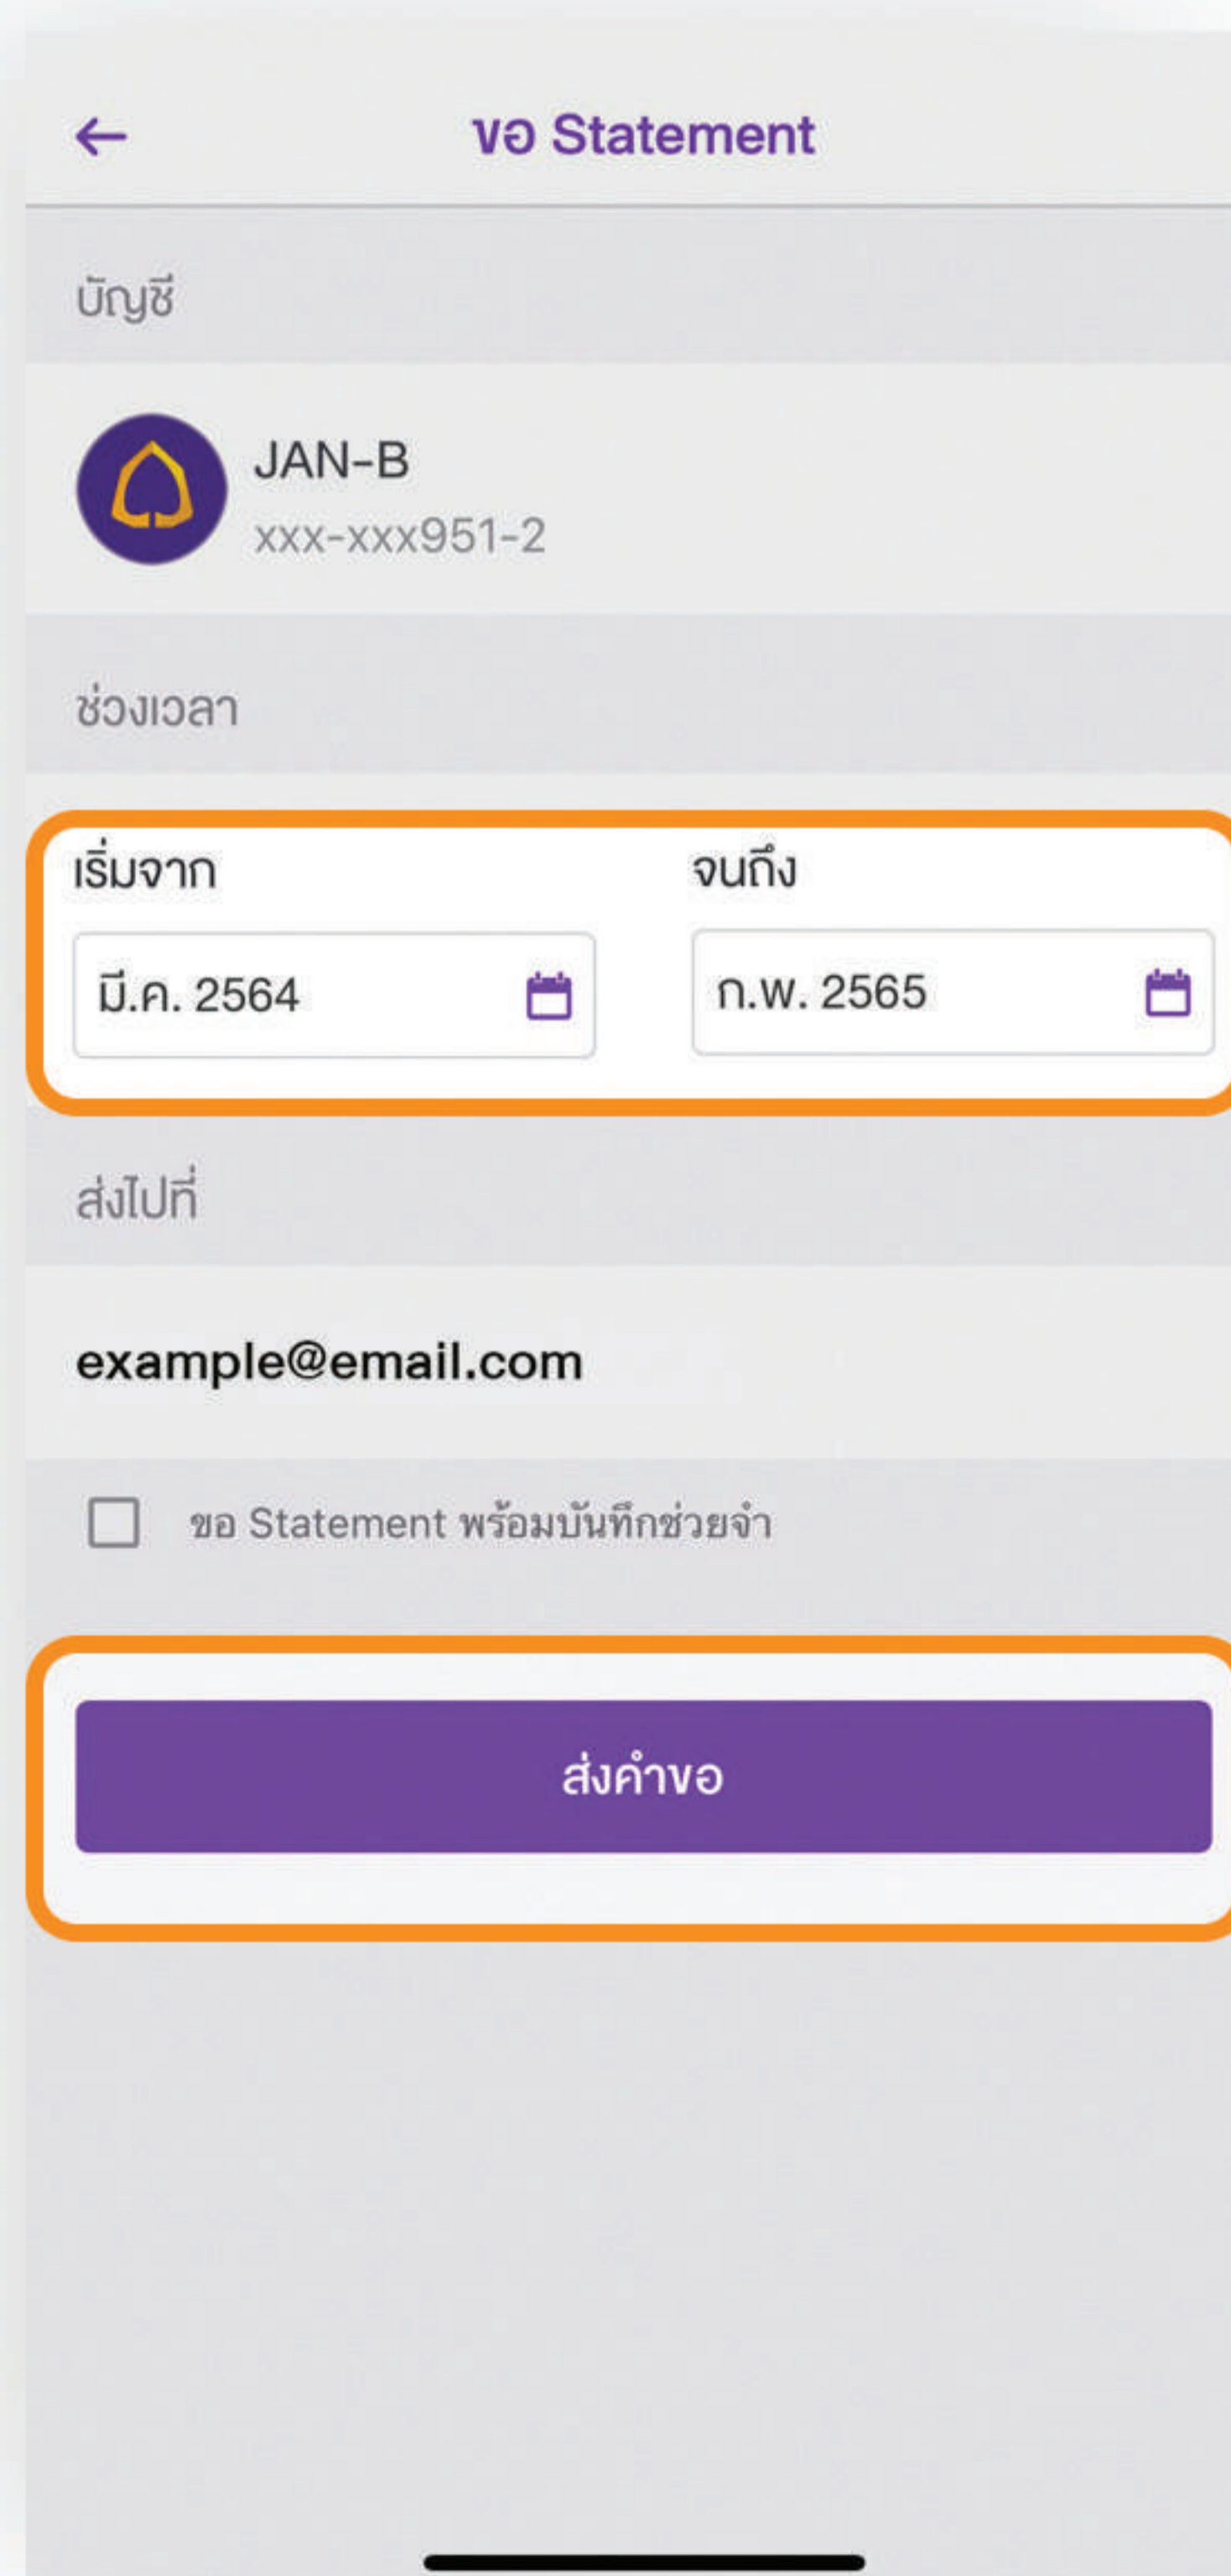 ขอ Statement
บัญชี
JAN-B
xxx-xxx951-2
ช่วงเวลา
เริ่มจาก
จนถึง
มี.ค. 2564
ก.พ. 2565
ส่งไปที่
example@email.com
ขอ Statement พร้อมบันทึกช่วยจำ
ส่งคำขอ